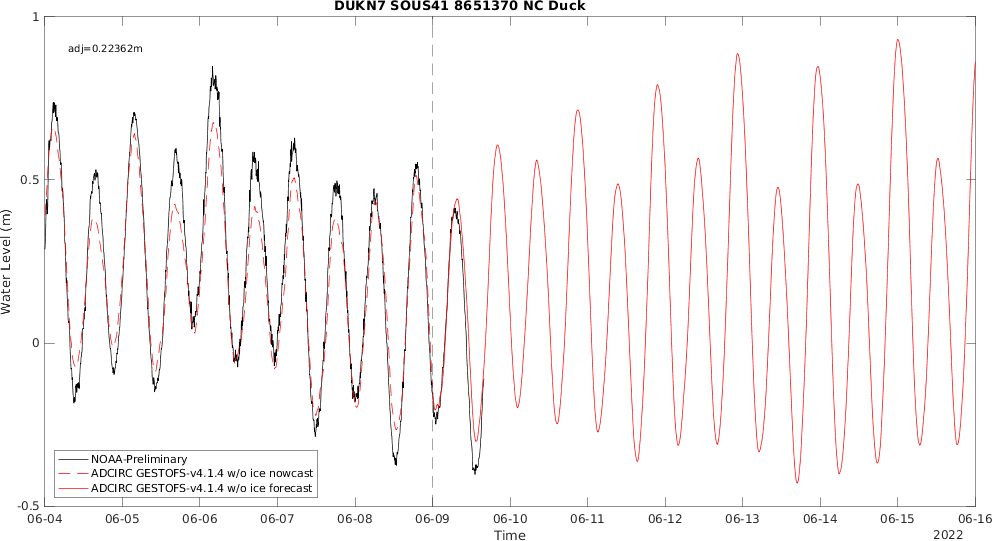 DUKN7 SOUS41 8651370 NC Duck
adj=0.22362m
1
0.5
0
-0.5
Water Level (m)
NOAA-Preliminary
ADCIRC GESTOFS-v4.1.4 w/o ice nowcast
ADCIRC GESTOFS-v4.1.4 w/o ice forecast
06-04 06-05 06-06 06-07 06-08 06-09 06-10 06-11 06-12 06-13 06-14 06-15 06-16
Time
2022